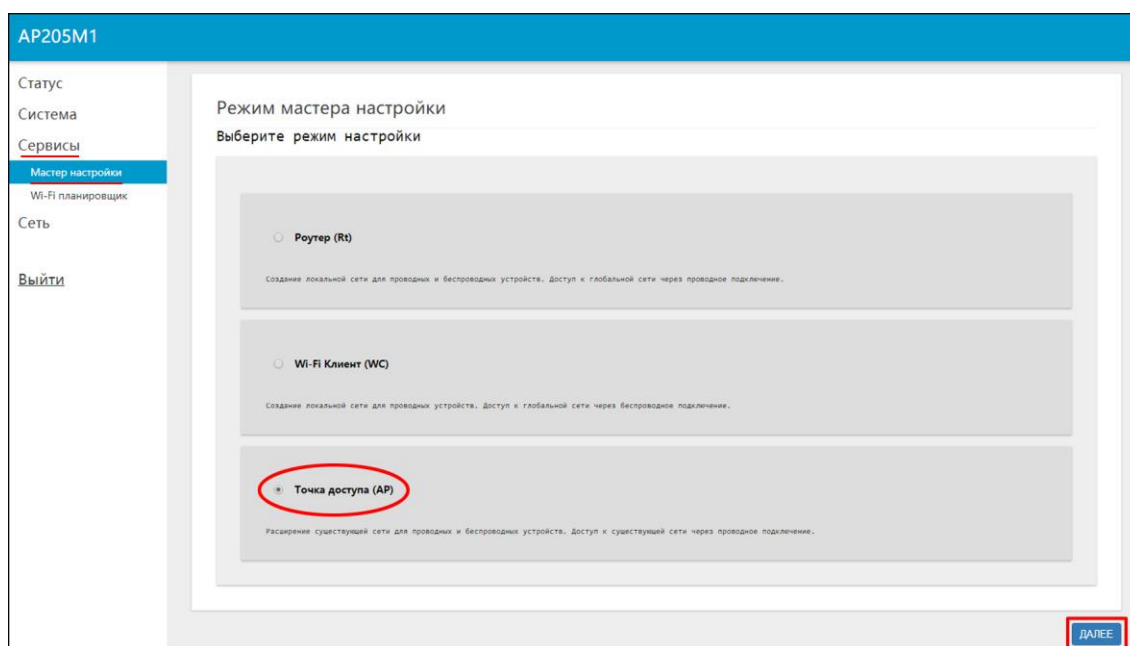 AP205M1
Статус
Система
Сервисы
Мастер настройки
Wi-Fi планировщик
Сеть
Выйти
Режим мастера настройки
Выберите режим настройки
Роутер (Rt)
Создание локальной сети для проводных и беспроводных устройств. Доступ к глобальной сети через проводное подключение.
Wi-Fi Клиент (WC)
Создание локальной сети для проводных устройств. Доступ к глобальной сети через беспроводное подключение.
Точка доступа (AP)
Расширение существующей сети для проводных и беспроводных устройств. Доступ к существующей сети через проводное подключение.
ДАЛЕЕ